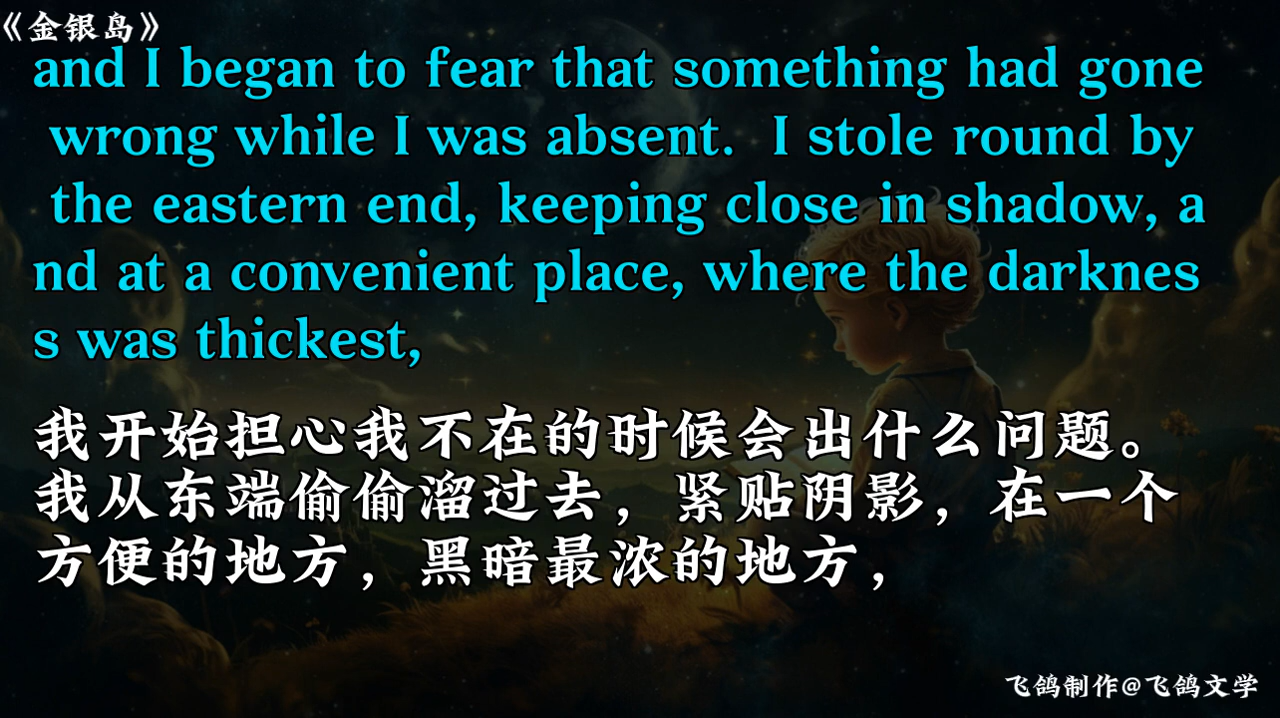 《金银岛》
and I began to fear that something had gone
wrong while I was absent.  I stole round by
the eastern end, keeping close in shadow, a
nd at a convenient place, where the darknes
s was thickest,
我开始担心我不在的时候会出什么问题。
我从东端偷偷溜过去，紧贴阴影，在一个
方便的地方，黑暗最浓的地方，
飞鸽制作@飞鸽文学